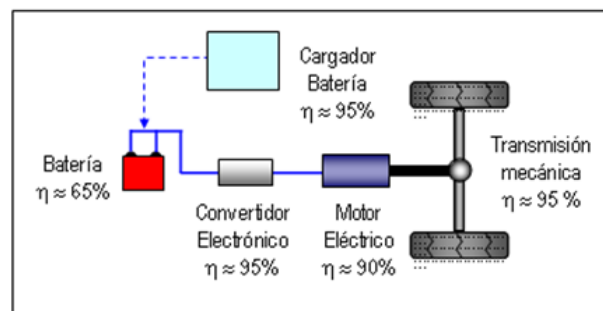 Cargador
Batería
η ≈ 95%
Batería
η ≈ 65%
Convertidor
Electrónico
η ≈ 95%
Motor
Eléctrico
η ≈ 90%
Transmisión
mecánica
η ≈ 95 %